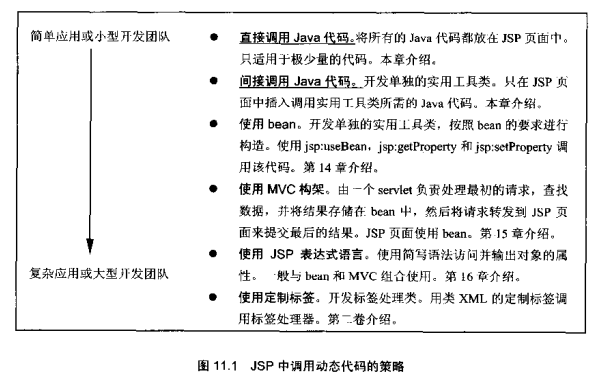 简单应用或小型开发团队
● 直接调用 Java 代码。将所有的 Java 代码都放在 JSP 页面中。
只适用于极少量的代码。本章介绍。
● 间接调用 Java 代码。开发单独的实用工具类。只在 JSP 页
面中插入调用实用工具类所需的 Java 代码。本章介绍。
● 使用 bean。开发单独的实用工具类，按照 bean 的要求进行
构造。使用 jsp:useBean，jsp:getProperty 和 jsp:setProperty 调
用该代码。第 14 章介绍。
● 使用 MVC 构架。由一个 servlet 负责处理最初的请求，查找
数据，并将结果存储在 bean 中，然后将请求转发到 JSP 页
面来提交最后的结果。JSP 页面使用 bean。第 15 章介绍。
● 使用 JSP 表达式语言。使用简写语法访问并输出对象的属
性。一般与 bean 和 MVC 组合使用。第 16 章介绍。
复杂应用或大型开发团队
● 使用定制标签。开发标签处理类。用类 XML 的定制标签调
用标签处理器。第二卷介绍。
图 11.1 JSP 中调用动态代码的策略